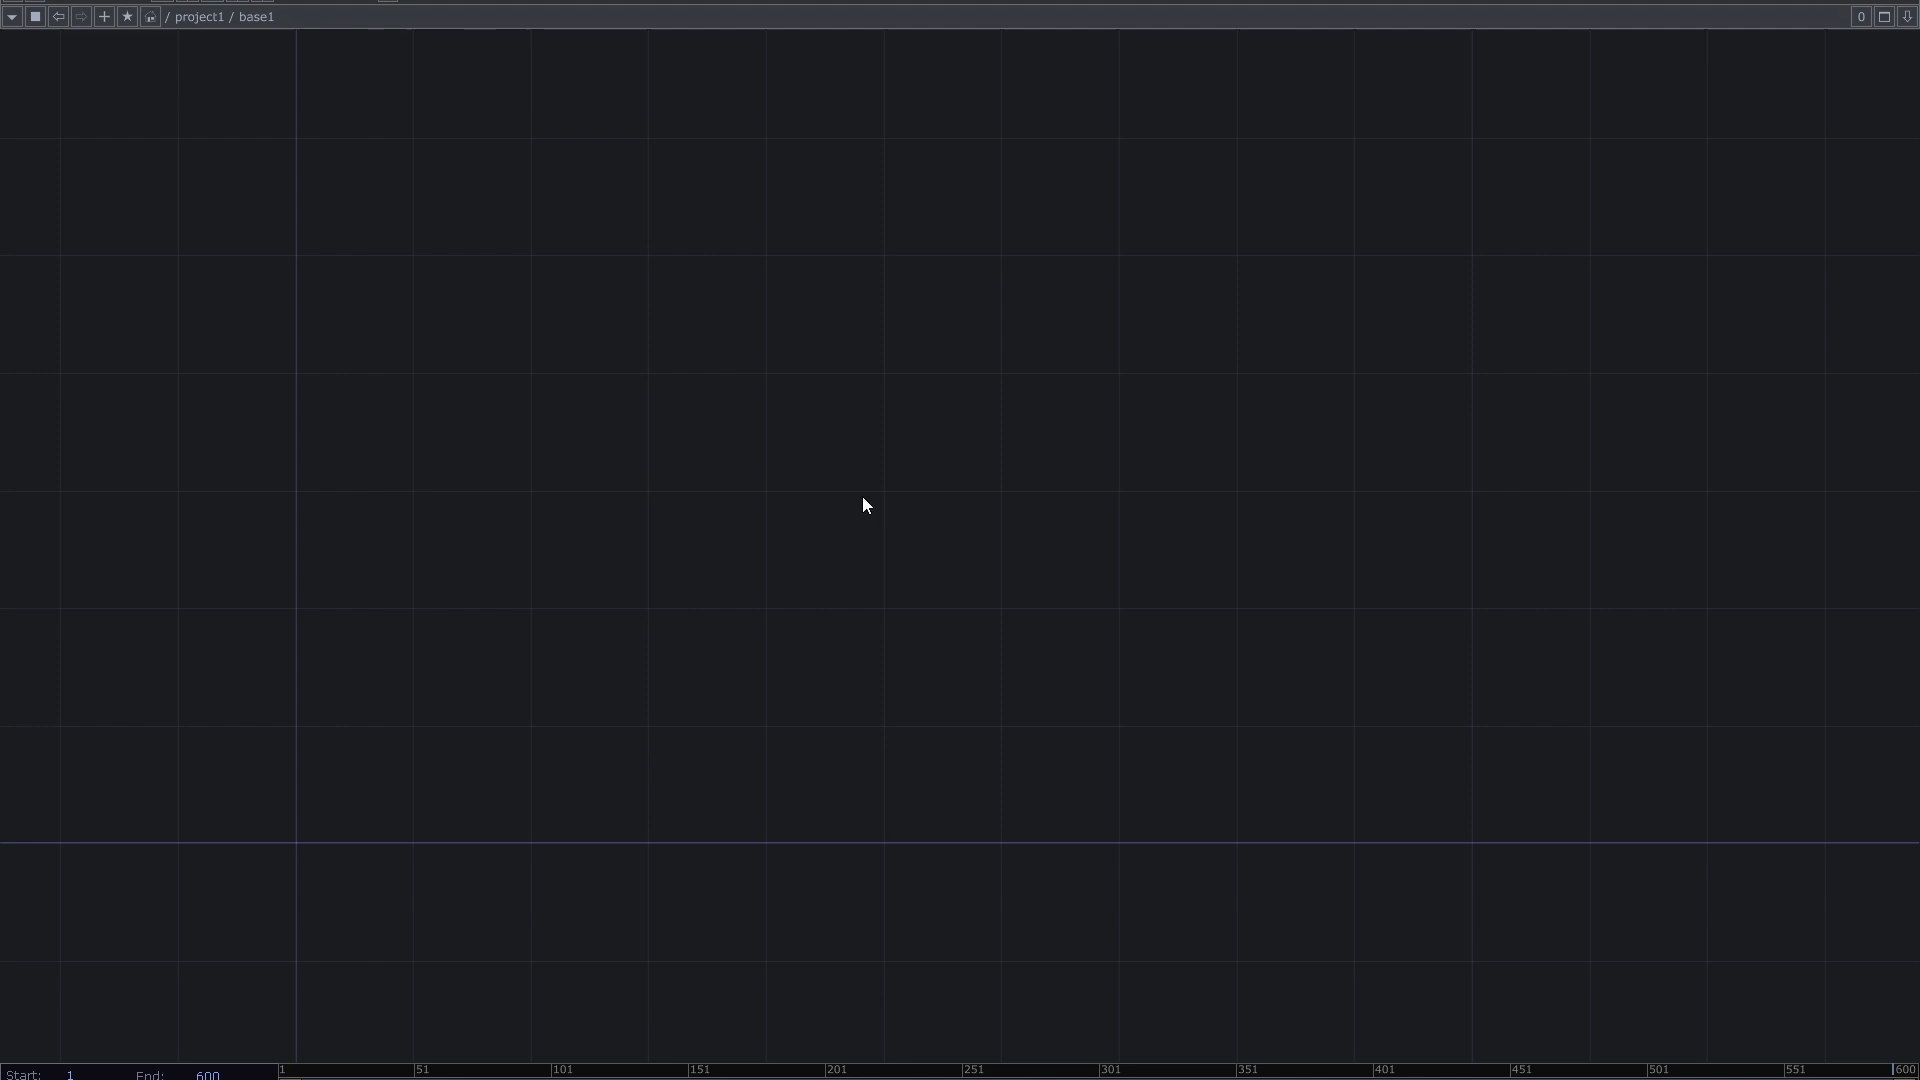 / project1 / base1
0
Start: 1 End: 600
1 51 101 151 201 251 301 351 401 451 501 551 600